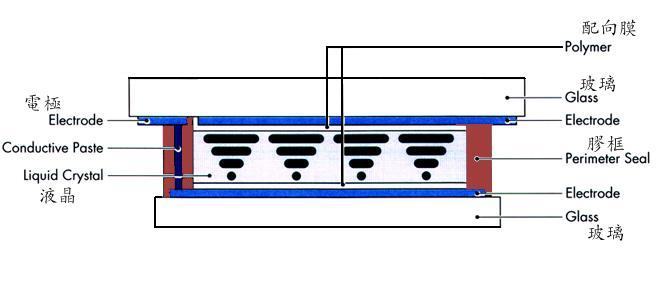 配向膜
Polymer
玻璃
Glass
電極
Electrode
Electrode
Conductive Paste
膠框
Perimeter Seal
Liquid Crystal
液晶
Electrode
Glass
玻璃